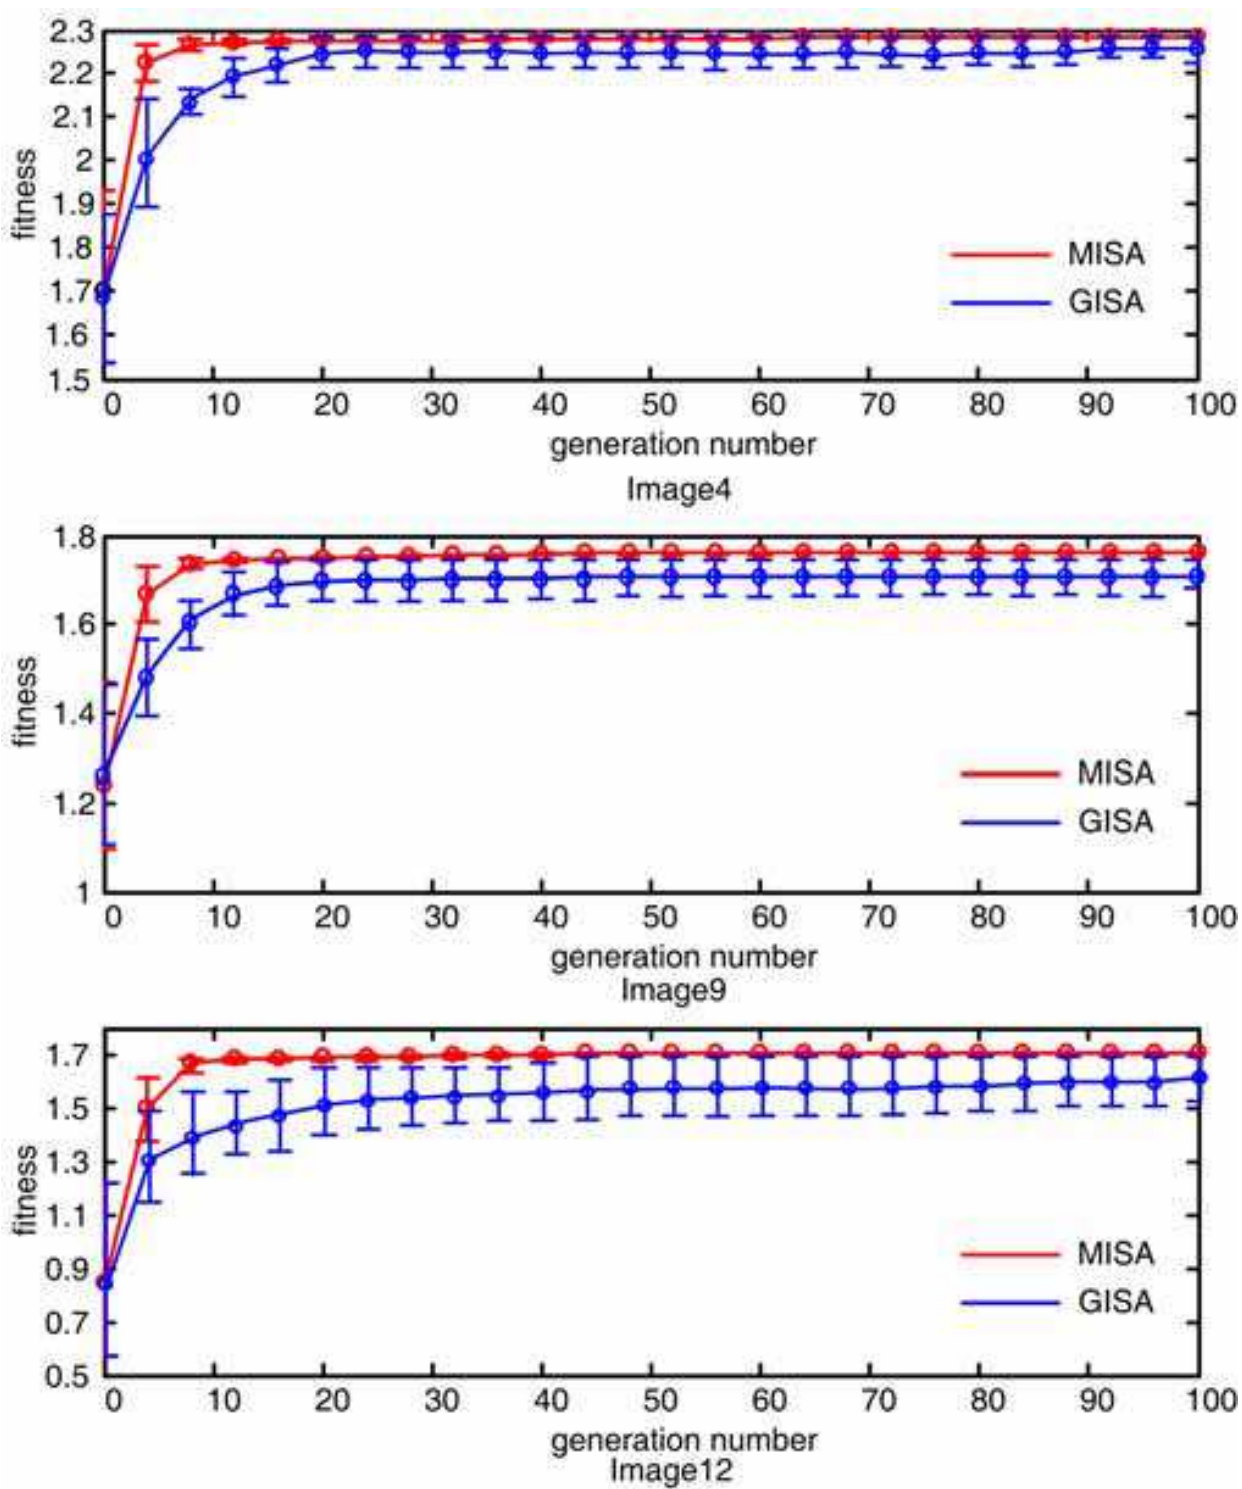 2.3
2.2
2.1
2
1.9
1.8
1.7
1.6
1.5
fitness
MISA
GISA
0 10 20 30 40 50 60 70 80 90 100
generation number
Image4
1.8
1.6
1.4
1.2
1
fitness
MISA
GISA
0 10 20 30 40 50 60 70 80 90 100
generation number
Image9
1.7
1.5
1.3
1.1
0.9
0.7
0.5
fitness
MISA
GISA
0 10 20 30 40 50 60 70 80 90 100
generation number
Image12